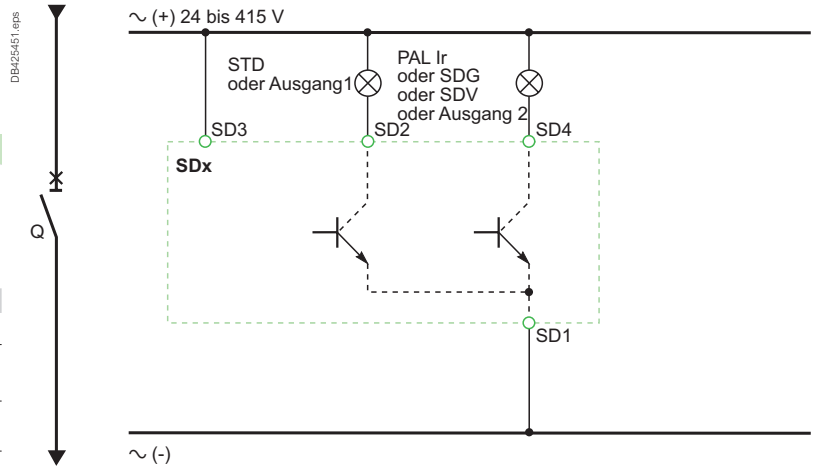 DB425451.eps
~ (+) 24 bis 415 V
STD
oder Ausgang1
PAL Ir
oder SDG
oder SDV
oder Ausgang 2
SD3
SD2
SD4
SDx
Q
SD1
~ (-)